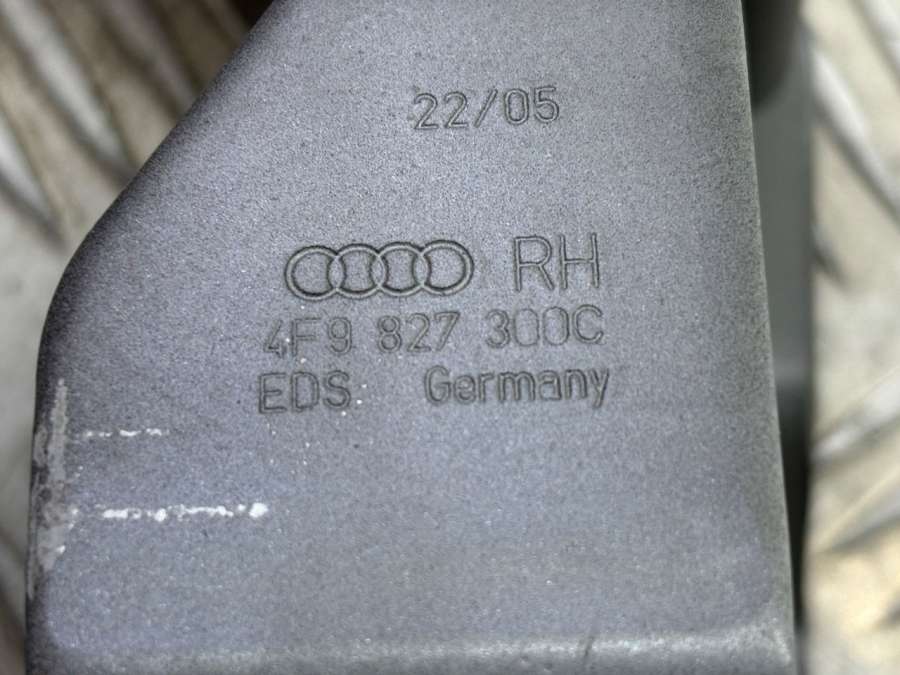 22/05
RH
4F9 827 300C
EDS Germany